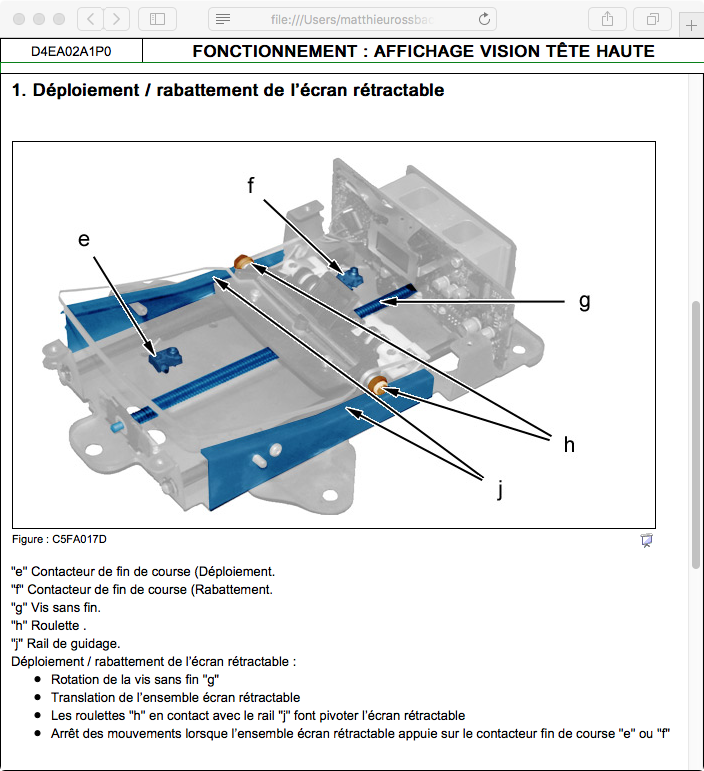 file:///Users/matthieurossbac
D4EA02A1P0
FONCTIONNEMENT : AFFICHAGE VISION TÊTE HAUTE
1. Déploiement / rabattement de l'écran rétractable
f
e
g
h
j
Figure : C5FA017D
"e" Contacteur de fin de course (Déploiement.
"f" Contacteur de fin de course (Rabattement.
"g" Vis sans fin.
"h" Roulette .
"j" Rail de guidage.
Déploiement / rabattement de l'écran rétractable :
• Rotation de la vis sans fin "g"
• Translation de l'ensemble écran rétractable
• Les roulettes "h" en contact avec le rail "j" font pivoter l'écran rétractable
• Arrêt des mouvements lorsque l'ensemble écran rétractable appuie sur le contacteur fin de course "e" ou "f"